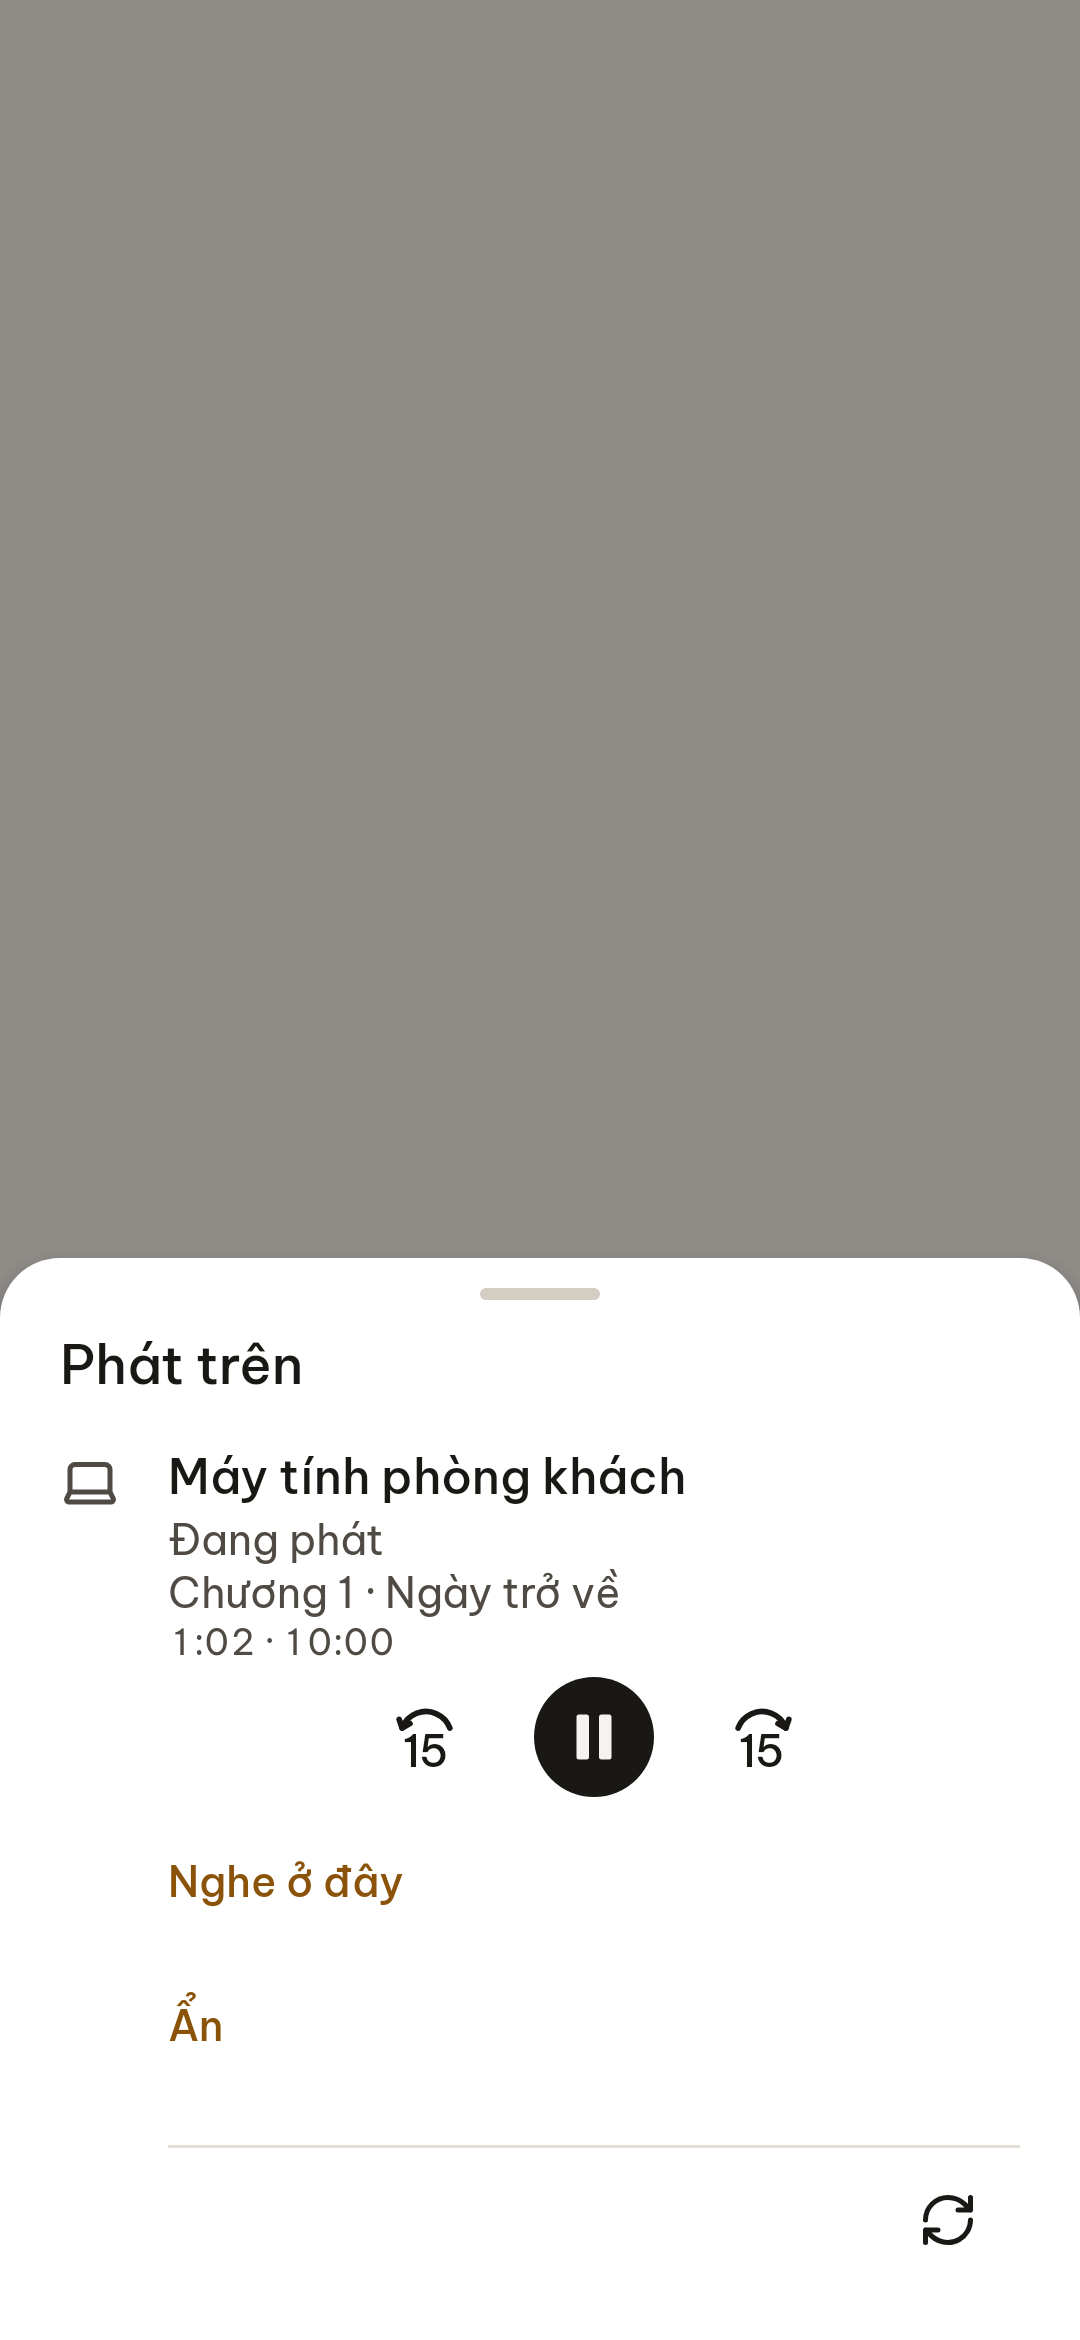 Phát trên
Máy tính phòng khách
Đang phát
Chương 1 · Ngày trở về
1:02 · 10:00
15 15
Nghe ở đây
Ẩn